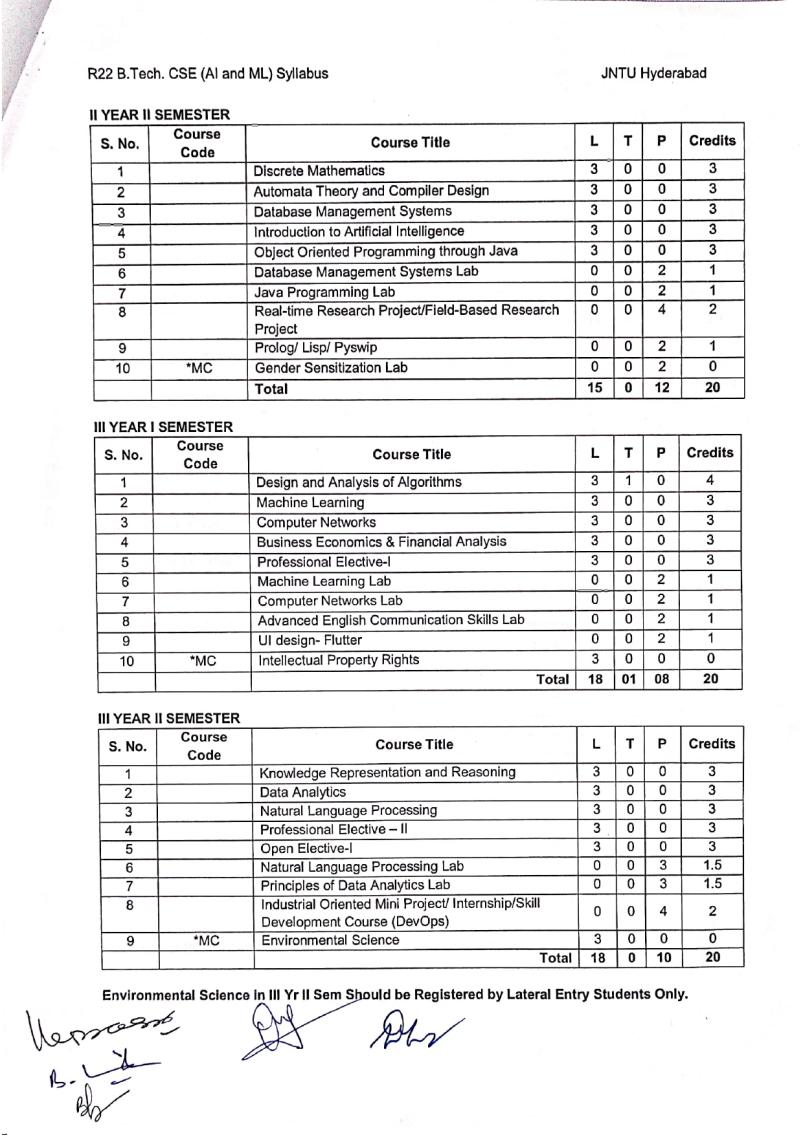 R22 B.Tech. CSE (AI and ML) Syllabus JNTU Hyderabad
II YEAR II SEMESTER
S. No. Course Code Course Title L T P Credits
1 Discrete Mathematics 3 0 0 3
2 Automata Theory and Compiler Design 3 0 0 3
3 Database Management Systems 3 0 0 3
4 Introduction to Artificial Intelligence 3 0 0 3
5 Object Oriented Programming through Java 3 0 0 3
6 Database Management Systems Lab 0 0 2 1
7 Java Programming Lab 0 0 2 1
8 Real-time Research Project/Field-Based Research 0 0 4 2
Project
9 Prolog/ Lisp/ Pyswip 0 0 2 1
10 *MC Gender Sensitization Lab 0 0 2 0
Total 15 0 12 20
III YEAR I SEMESTER
S. No. Course Code Course Title L T P Credits
1 Design and Analysis of Algorithms 3 1 0 4
2 Machine Learning 3 0 0 3
3 Computer Networks 3 0 0 3
4 Business Economics & Financial Analysis 3 0 0 3
5 Professional Elective-I 3 0 0 3
6 Machine Learning Lab 0 0 2 1
7 Computer Networks Lab 0 0 2 1
8 Advanced English Communication Skills Lab 0 0 2 1
9 UI design- Flutter 0 0 2 1
10 *MC Intellectual Property Rights 3 0 0 0
Total 18 01 08 20
III YEAR II SEMESTER
S. No. Course Code Course Title L T P Credits
1 Knowledge Representation and Reasoning 3 0 0 3
2 Data Analytics 3 0 0 3
3 Natural Language Processing 3 0 0 3
4 Professional Elective – II 3 0 0 3
5 Open Elective-I 3 0 0 3
6 Natural Language Processing Lab 0 0 3 1.5
7 Principles of Data Analytics Lab 0 0 3 1.5
8 Industrial Oriented Mini Project/ Internship/Skill 0 0 4 2
Development Course (DevOps)
9 *MC Environmental Science 3 0 0 0
Total 18 0 10 20
Environmental Science in III Yr II Sem Should be Registered by Lateral Entry Students Only.